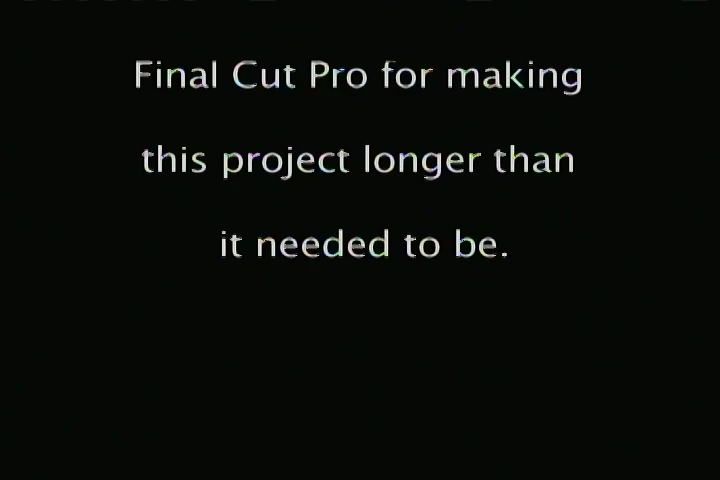 Final Cut Pro for making
this project longer than
it needed to be.